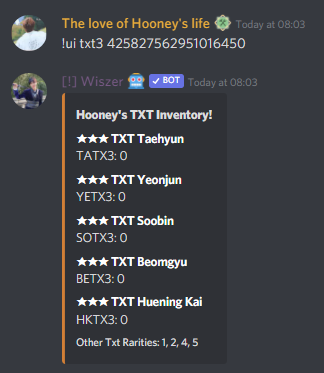 The love of Hooney's life Today at 08:03
!ui txt3 425827562951016450
[!] Wiszer ✓ BOT Today at 08:03
Hooney's TXT Inventory!
★★★ TXT Taehyun
TATX3: 0
★★★ TXT Yeonjun
YETX3: 0
★★★ TXT Soobin
SOTX3: 0
★★★ TXT Beomgyu
BETX3: 0
★★★ TXT Huening Kai
HKTX3: 0
Other Txt Rarities: 1, 2, 4, 5